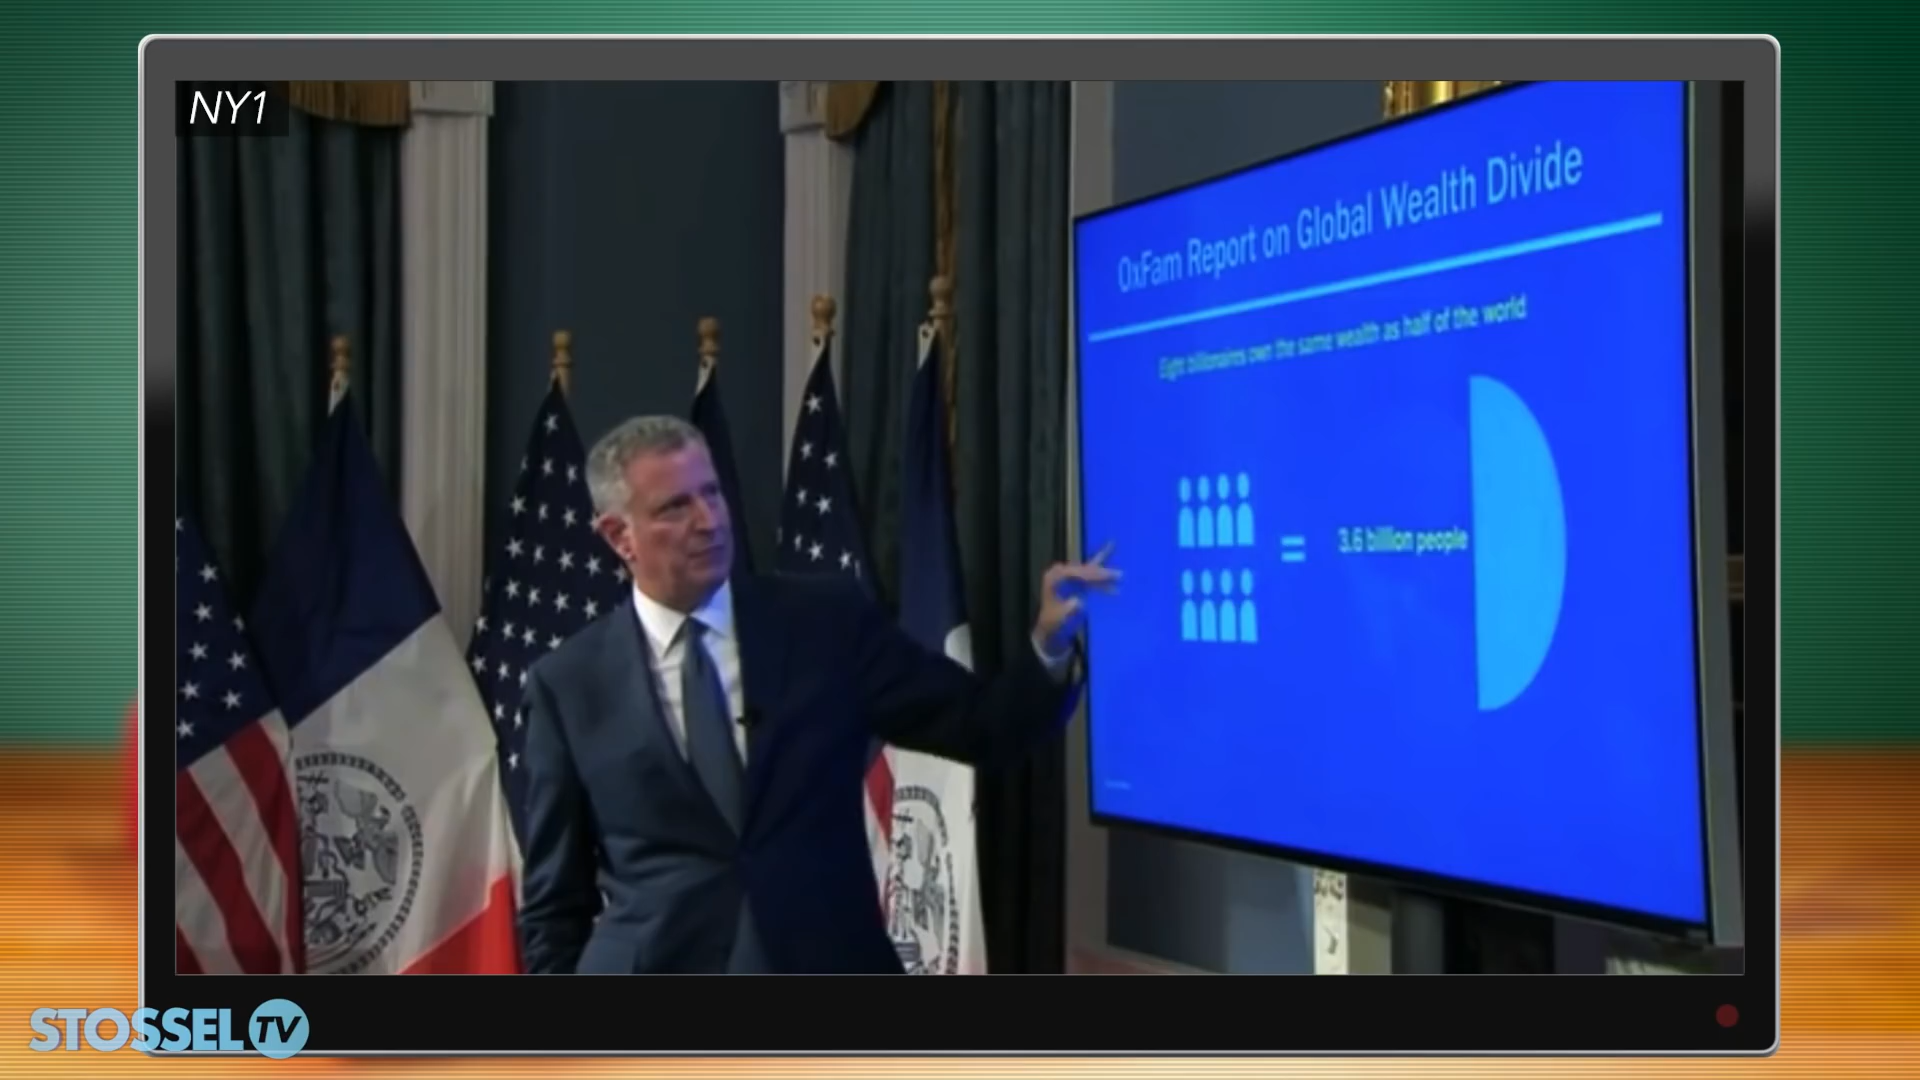 NY1
OxFam Report on Global Wealth Divide
Eight billionaires own the same wealth as half of the world
= 3.6 billion people
STOSSEL TV